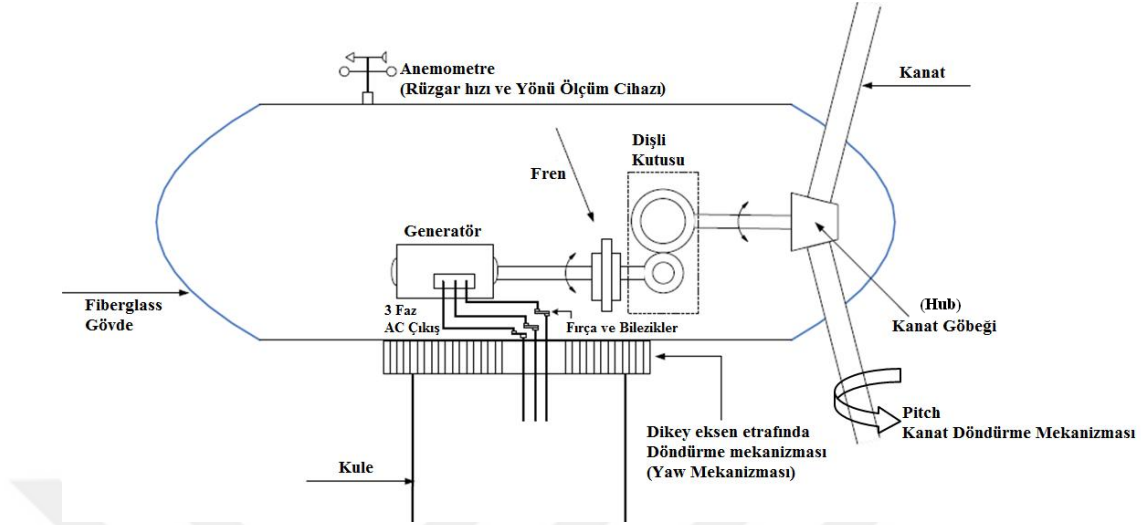 Anemometre
(Rüzgar hızı ve Yönü Ölçüm Cihazı)
Kanat
Dişli
Kutusu
Fren
Generatör
Fiberglass
Gövde
3 Faz
AC Çıkış
Fırça ve Bilezikler
(Hub)
Kanat Göbeği
Pitch
Kanat Döndürme Mekanizması
Dikey eksen etrafında
Döndürme mekanizması
(Yaw Mekanizması)
Kule